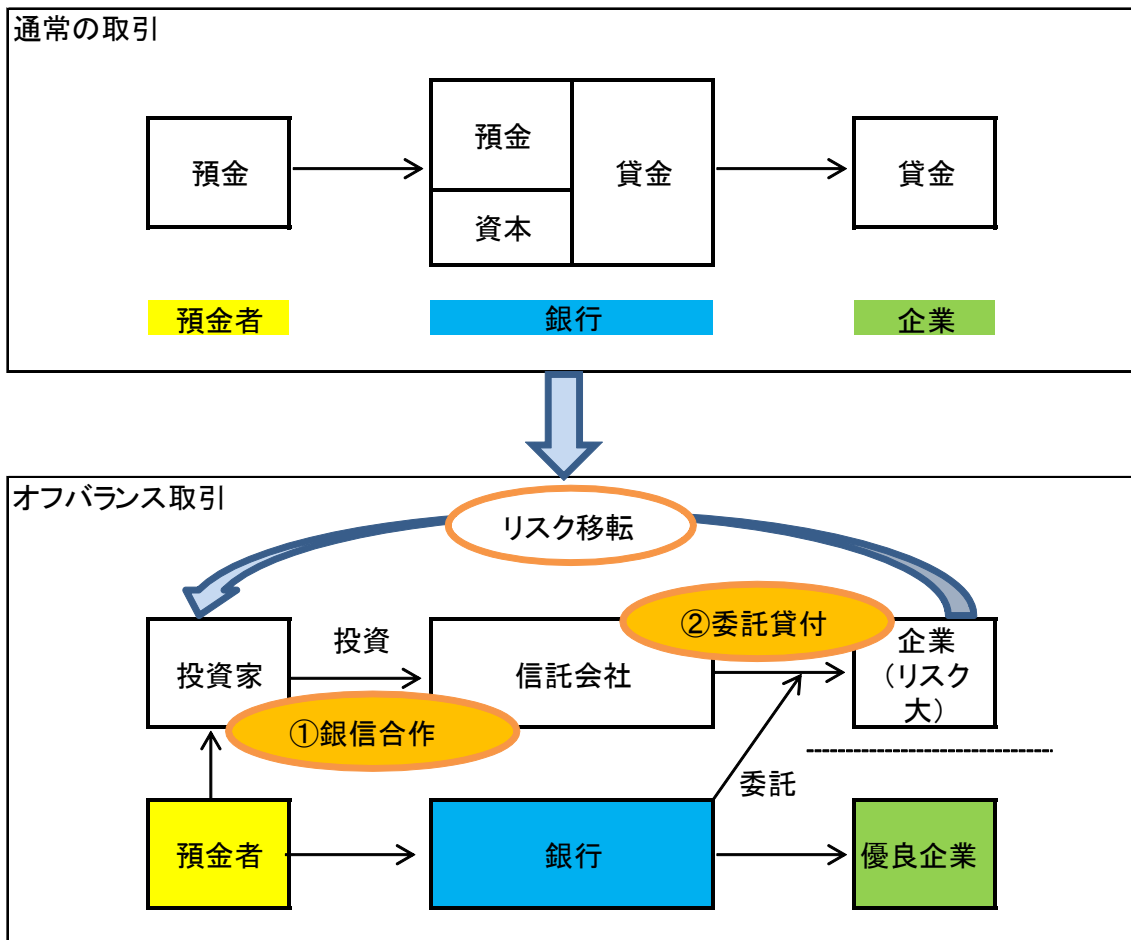 通常の取引
預金
預金
資本
貸金
貸金
預金者
銀行
企業
オフバランス取引
リスク移転
②委託貸付
投資家
投資
信託会社
企業
（リスク
大）
①銀信合作
委託
預金者
銀行
優良企業